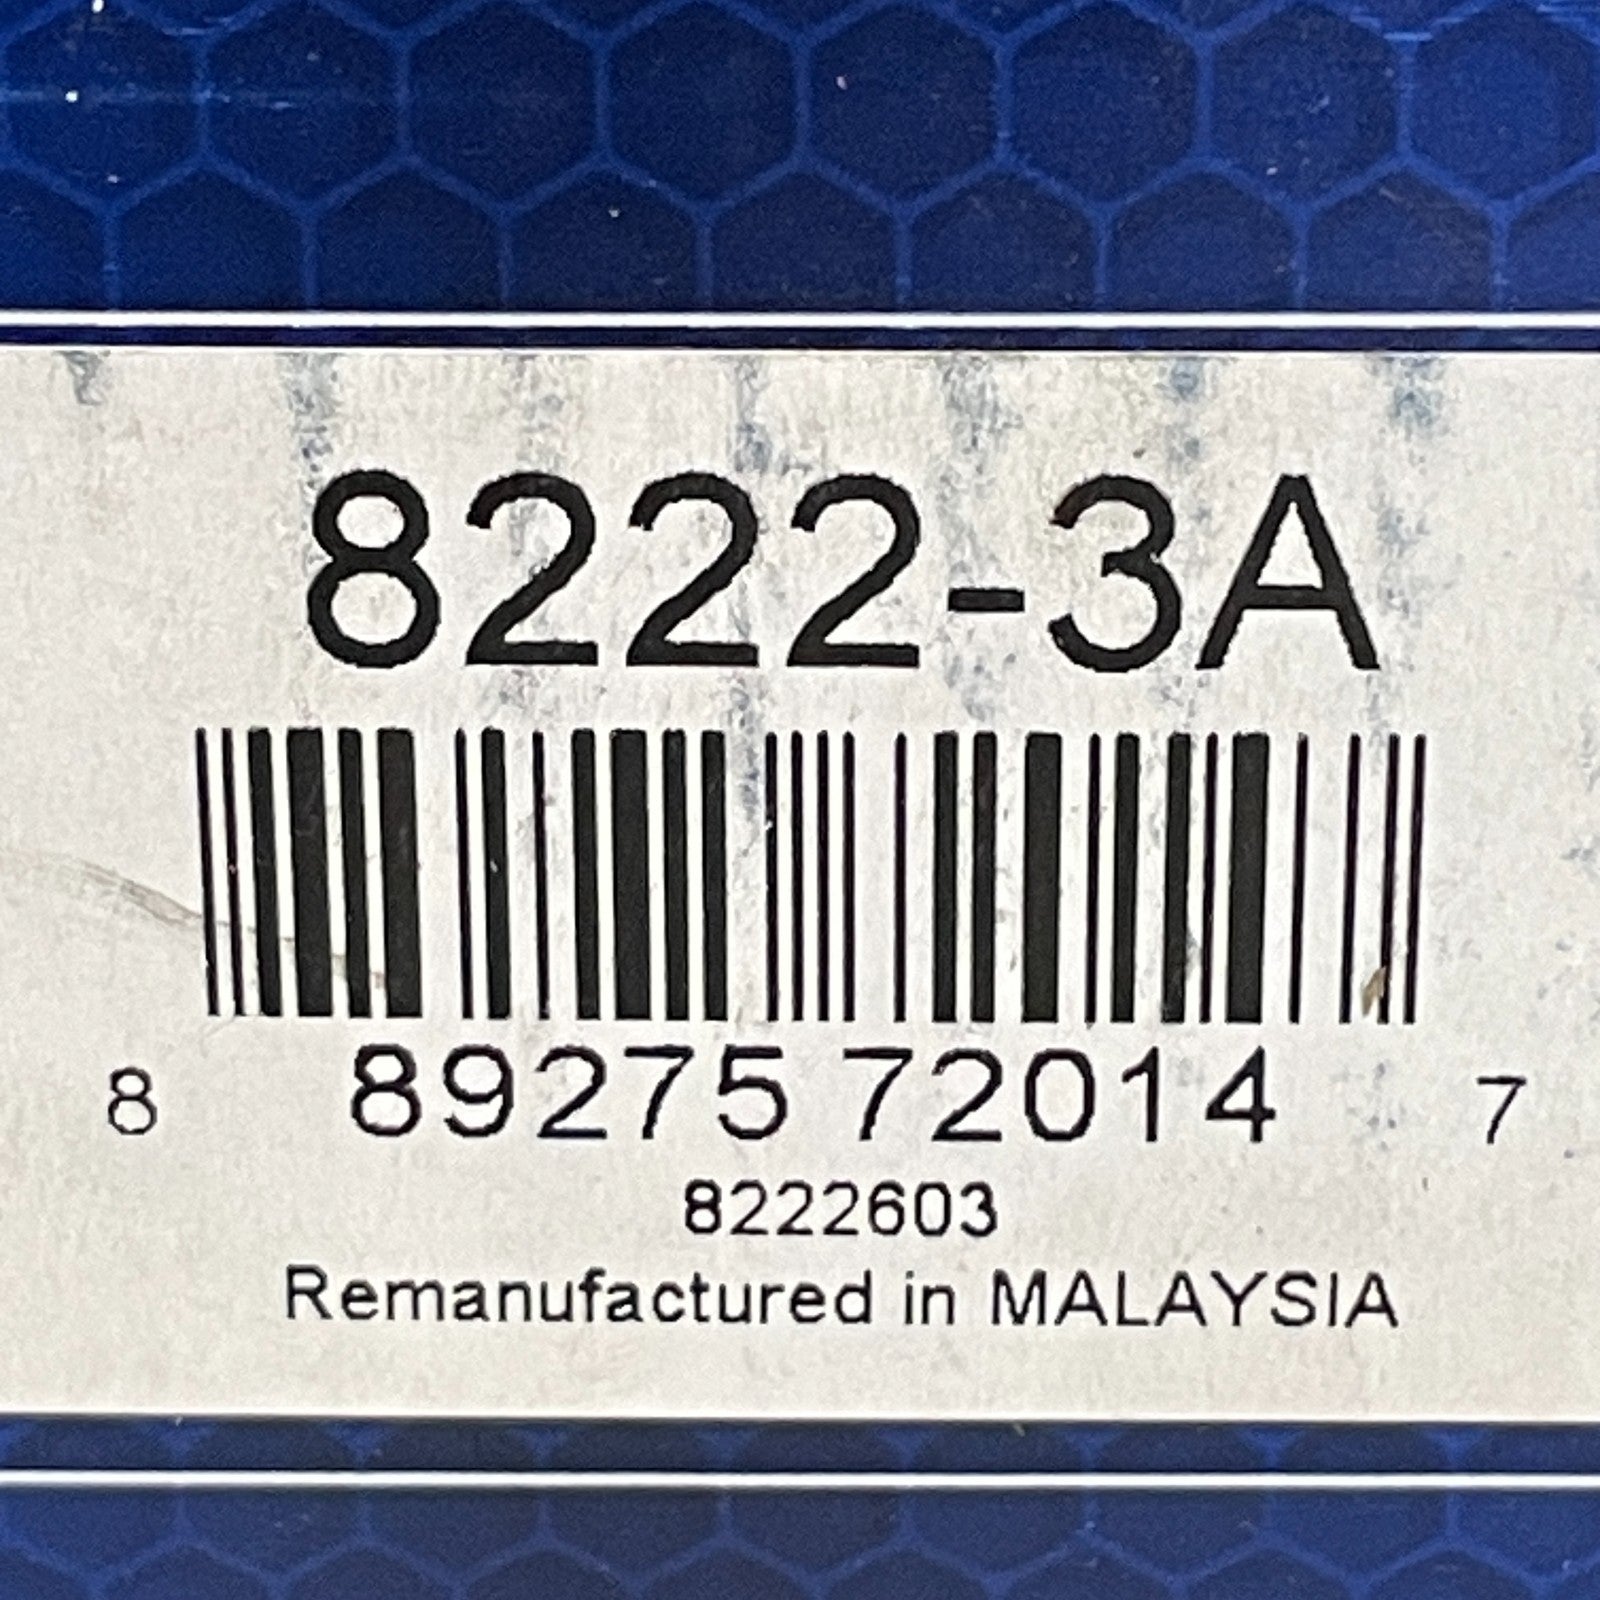 8222-3A
8 89275 72014 7
8222603
Remanufactured in MALAYSIA